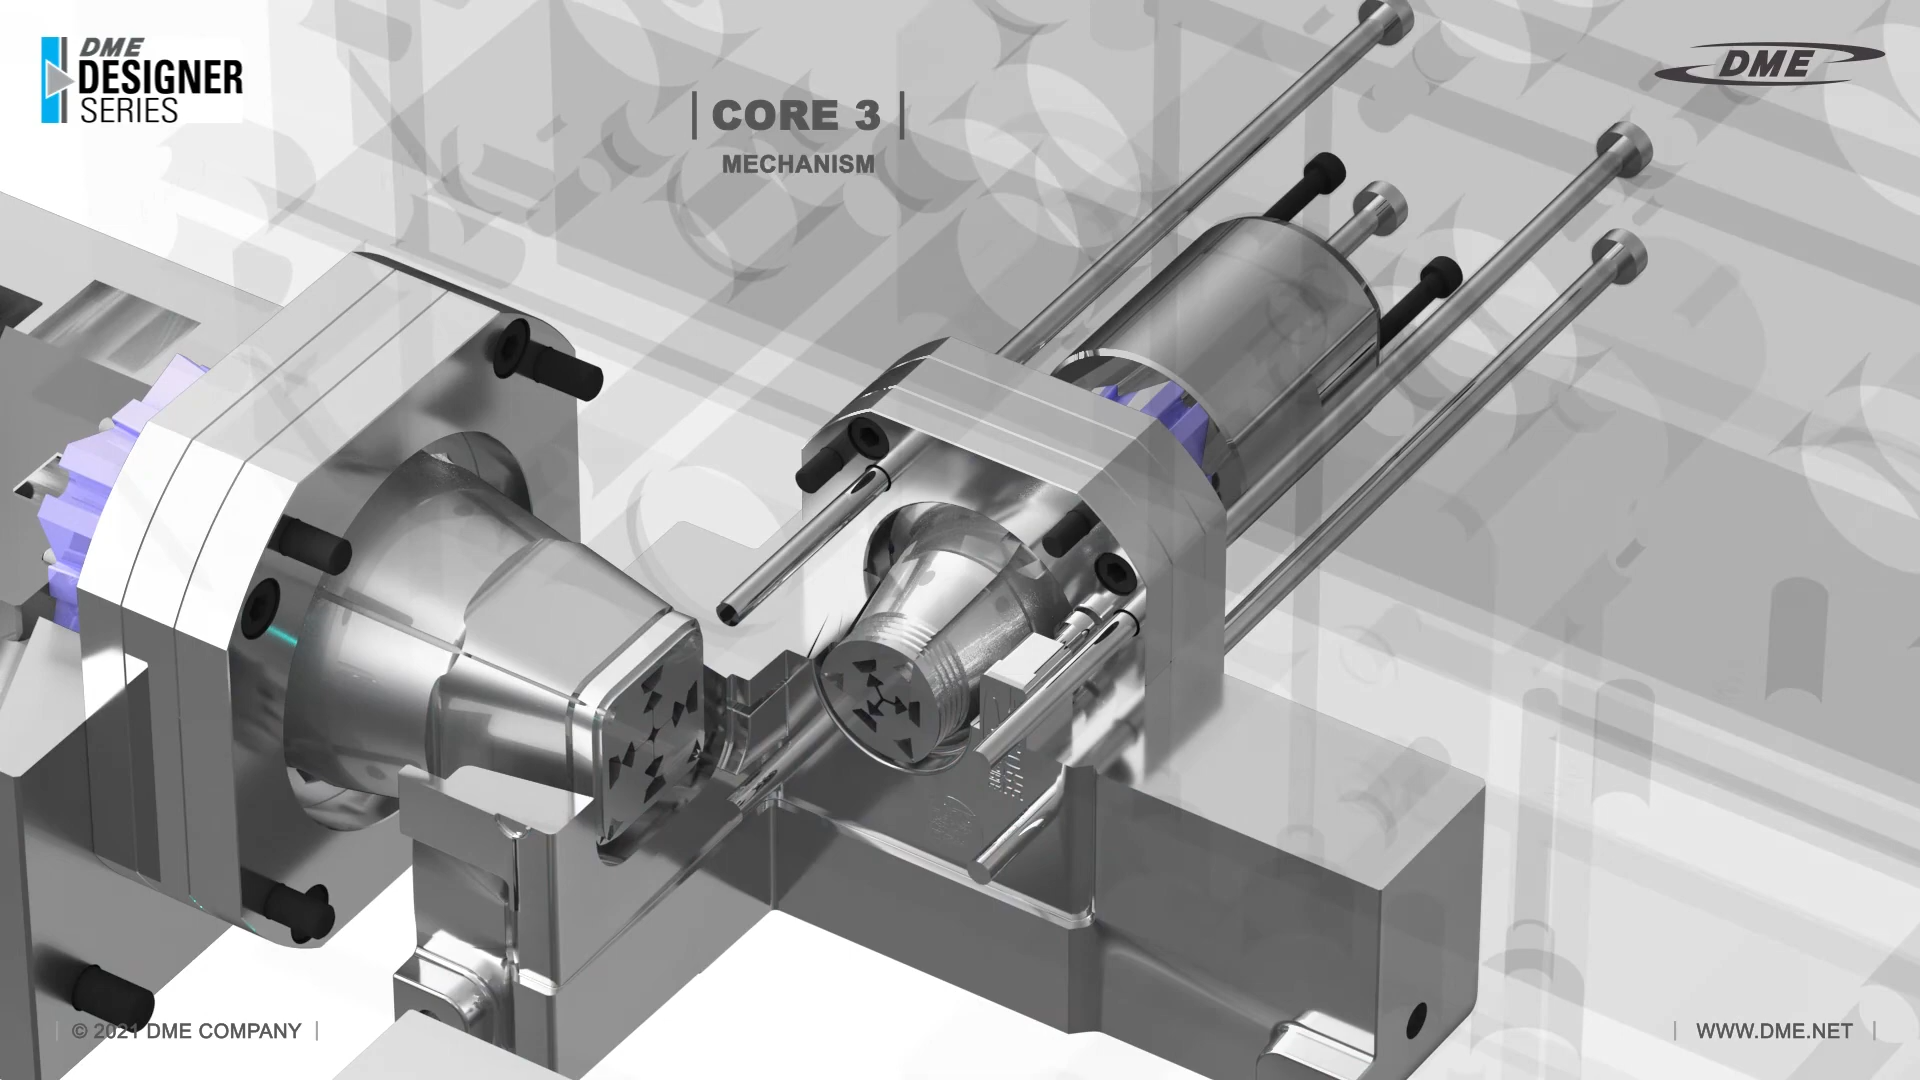 DME
DESIGNER
SERIES
DME
| CORE 3 |
MECHANISM
| © 2021 DME COMPANY |
| WWW.DME.NET |